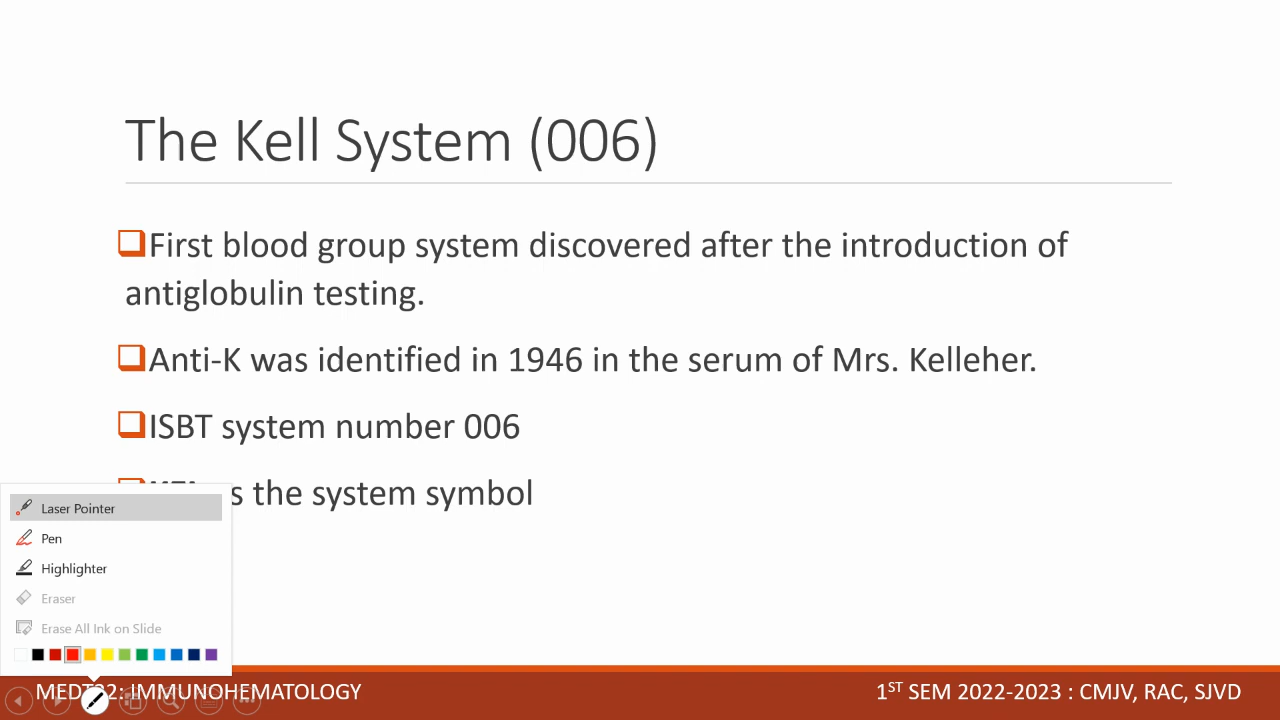 The Kell System (006)
First blood group system discovered after the introduction of
antiglobulin testing.
Anti-K was identified in 1946 in the serum of Mrs. Kelleher.
ISBT system number 006
the system symbol
Laser Pointer
Pen
Highlighter
Eraser
Erase All Ink on Slide
IMMUNOHEMATOLOGY
1ST SEM 2022-2023 : CMJV, RAC, SJVD